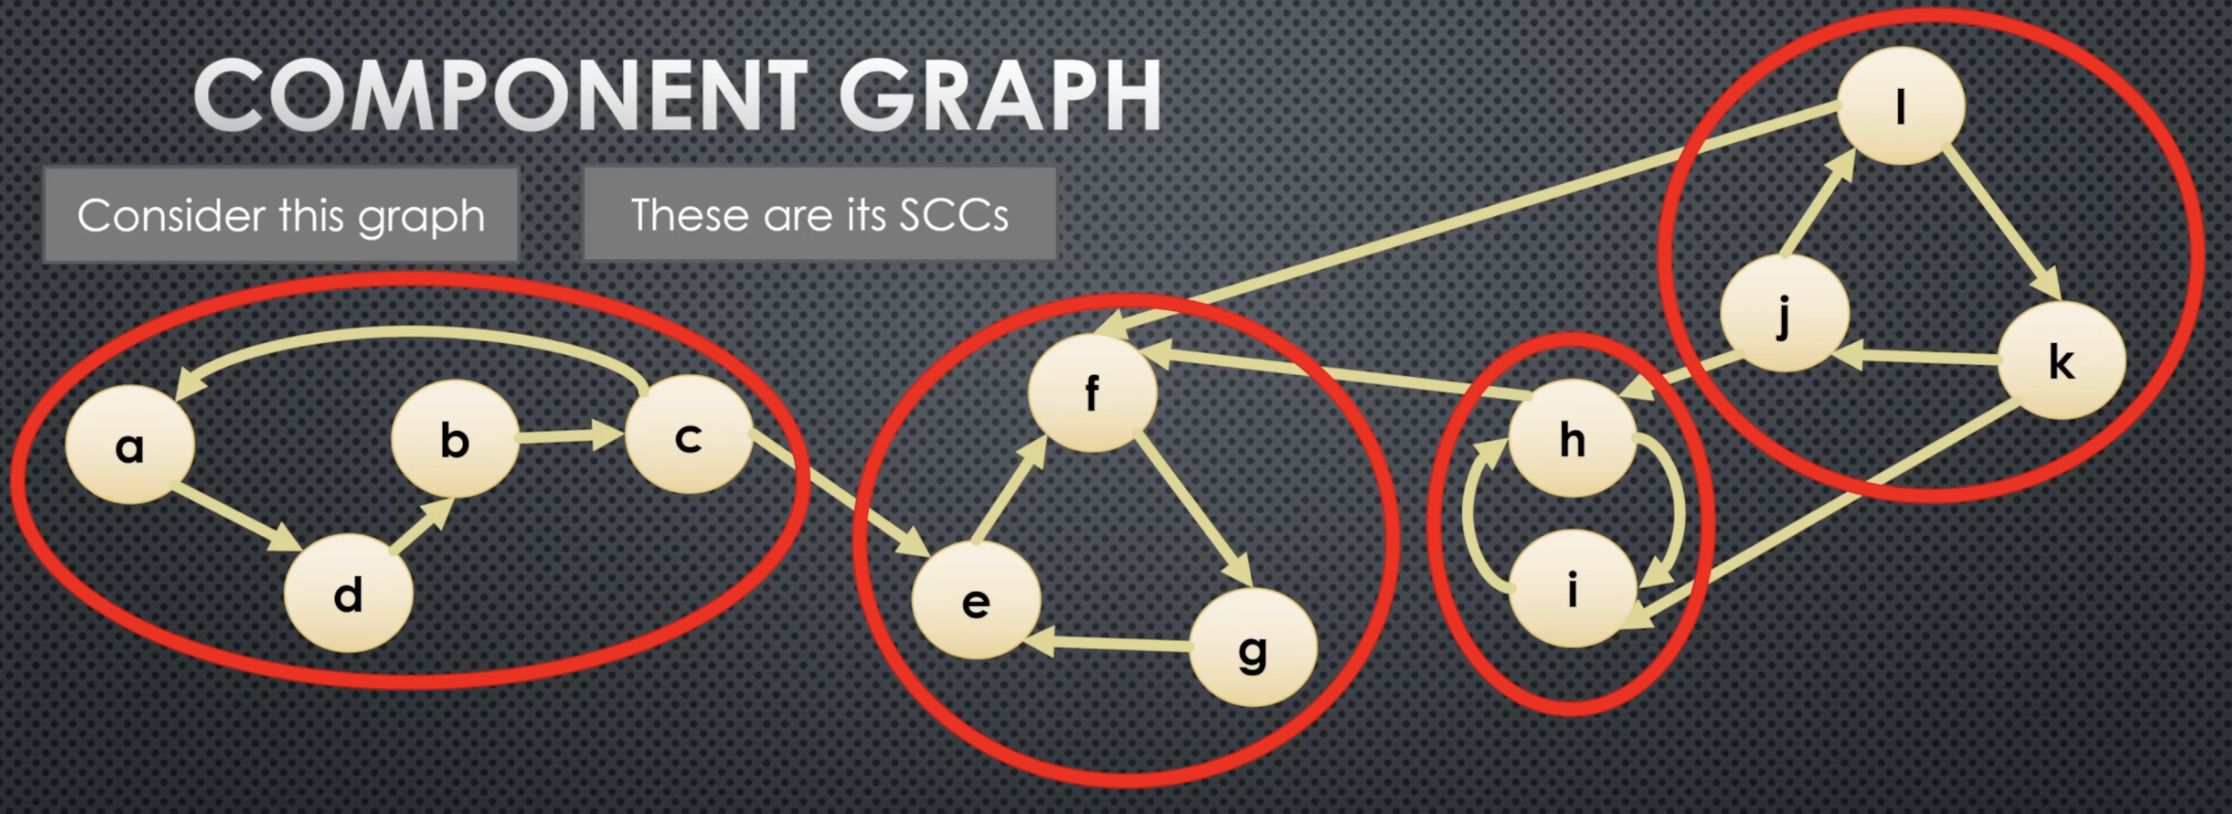 COMPONENT GRAPH
Consider this graph
These are its SCCs
l
j
k
f
a
b
c
h
d
e
i
g